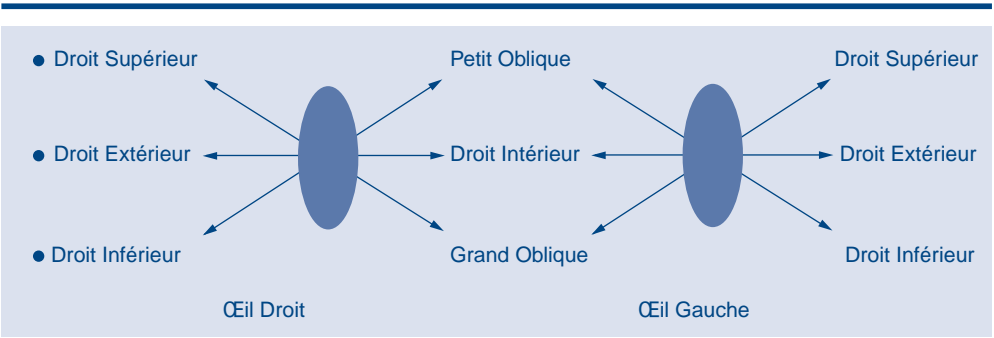 ● Droit Supérieur Petit Oblique Droit Supérieur
● Droit Extérieur Droit Intérieur Droit Extérieur
● Droit Inférieur Grand Oblique Droit Inférieur
Œil Droit Œil Gauche